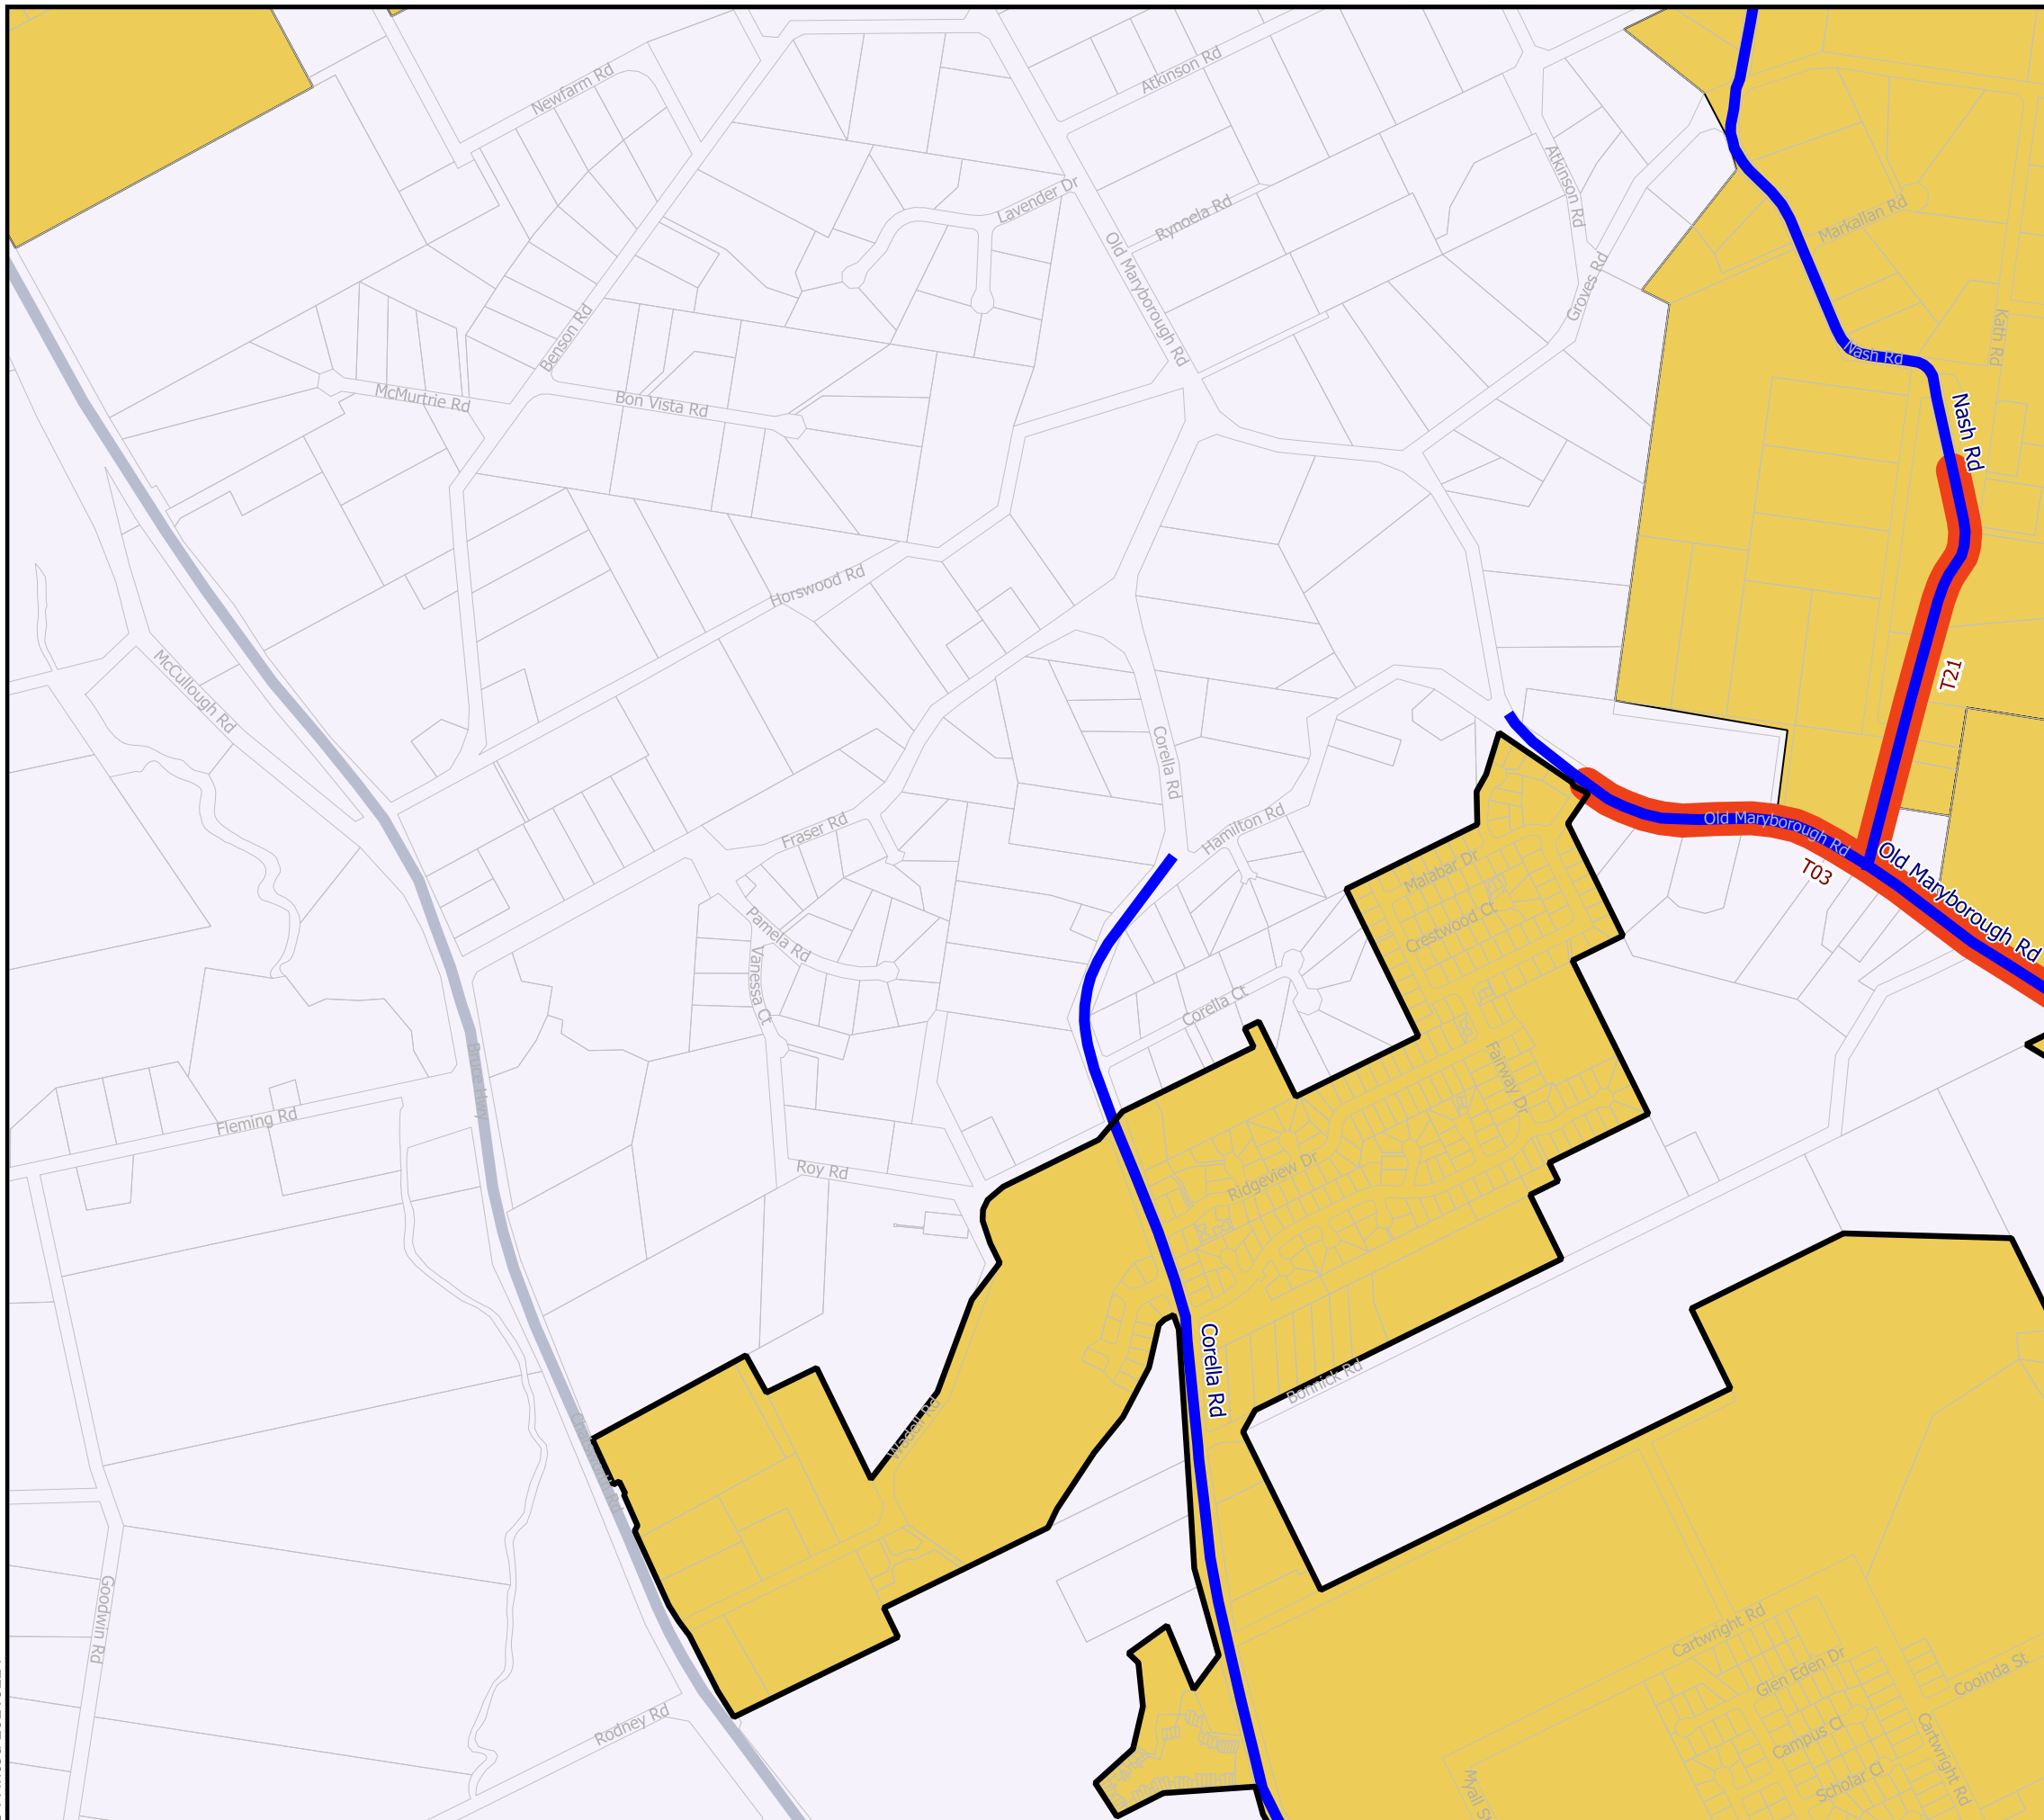 Newfarm Rd
Atkinson Rd
Atkinson Rd
Lavender Dr
Rynoela Rd
Markallan Rd
Old Maryborough Rd
Groves Rd
Benson Rd
Kath Rd
Nash Rd
McMurtrie Rd
Bon Vista Rd
Nash Rd
Horswood Rd
McCullough Rd
T21
Corella Rd
Fraser Rd
Hamilton Rd
Old Maryborough Rd
T03
Old Maryborough Rd
Malabar Dr
Crestwood Ct
Pamela Rd
Vanessa Ct
Corella Ct
Fairway Dr
Bruce Hwy
Fleming Rd
Roy Rd
Ridgeview Dr
Corella Rd
Bonnick Rd
Waddell Rd
Goodwin Rd
Cartwright Rd
Glen Eden Dr
Cooinda St
Rodney Rd
Campus Cl
Scholar Cl
Cartwright Rd
Myall St